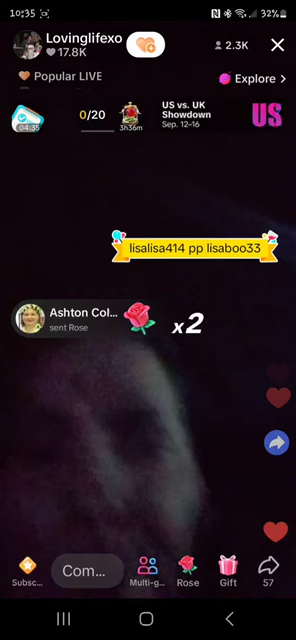 10:35
32%
Lovinglifexo
17.8K
2.3K
Popular LIVE
Explore >
04:35
0/20
3h36m
US vs. UK
Showdown
Sep. 12–16
US
lisalisa414 pp lisaboo33
Ashton Col...
sent Rose
x2
Subsc...
Com...
Multi-g...
Rose
Gift
57